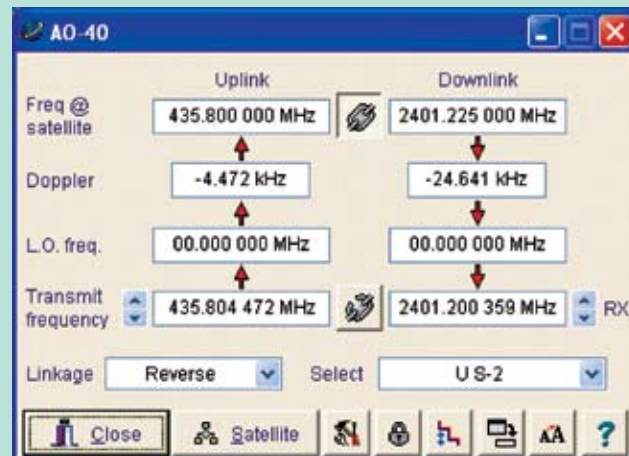 AO-40
Uplink Downlink
Freq @ satellite 435.800 000 MHz 2401.225 000 MHz
Doppler -4.472 kHz -24.641 kHz
L.O. freq. 00.000 000 MHz 00.000 000 MHz
Transmit frequency 435.804 472 MHz 2401.200 359 MHz RX
Linkage Reverse Select U S-2
Close Satellite AA ?